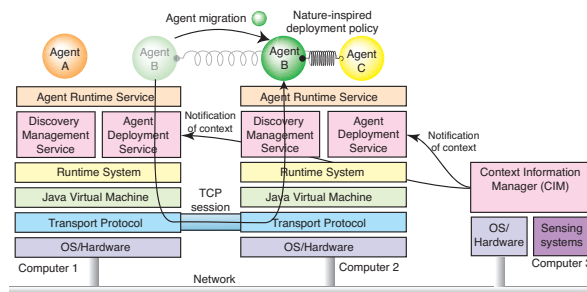 Agent migration
Nature-inspired
deployment policy
Agent
A
Agent
B
Agent
B
Agent
C
Agent Runtime Service
Agent Runtime Service
Notification
of context
Notification
of context
Discovery
Management
Service
Agent
Deployment
Service
Discovery
Management
Service
Agent
Deployment
Service
Runtime System
Runtime System
Context Information
Manager (CIM)
Java Virtual Machine
TCP
session
Java Virtual Machine
Transport Protocol
Transport Protocol
OS/
Hardware
Sensing
systems
OS/Hardware
OS/Hardware
Computer 1
Computer 2
Computer 3
Network